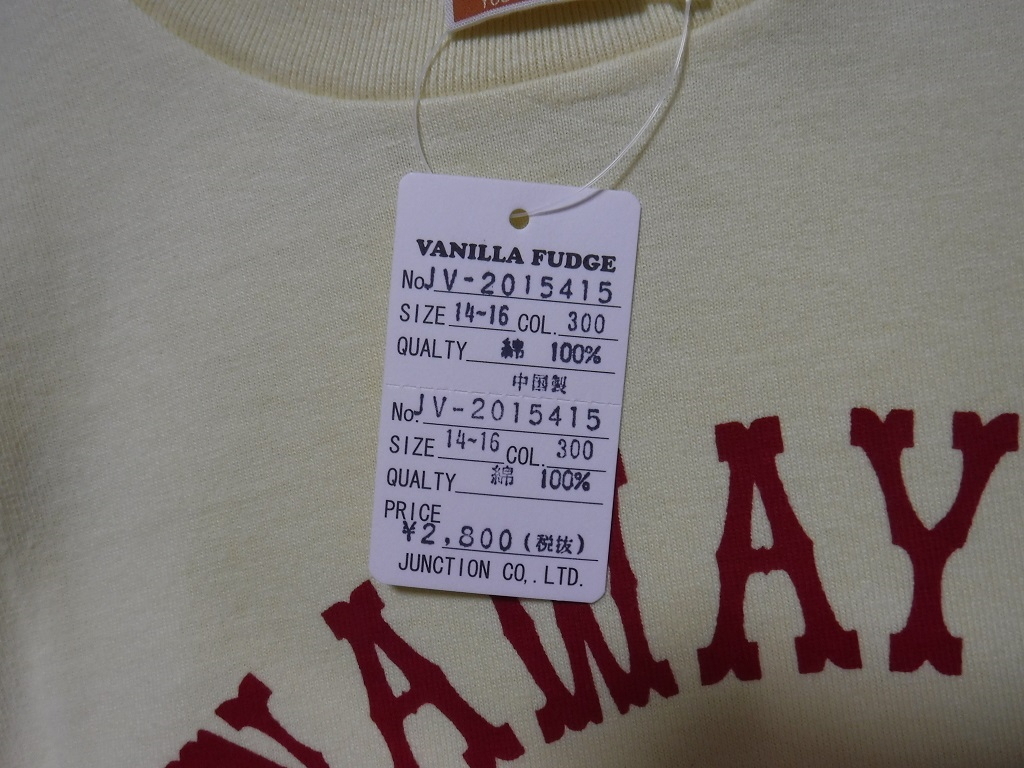 VANILLA FUDGE
No. JV-2015415
SIZE 14~16 COL. 300
QUALTY 綿 100%
中国製
No. JV-2015415
SIZE 14~16 COL. 300
QUALTY 綿 100%
PRICE
¥2,800(税抜)
JUNCTION CO,.LTD.
NAWAY